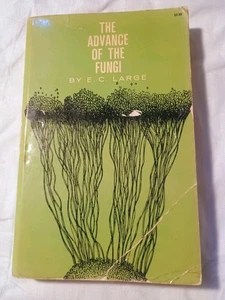 THE
ADVANCE
OF THE
FUNGI
BY E. C. LARGE